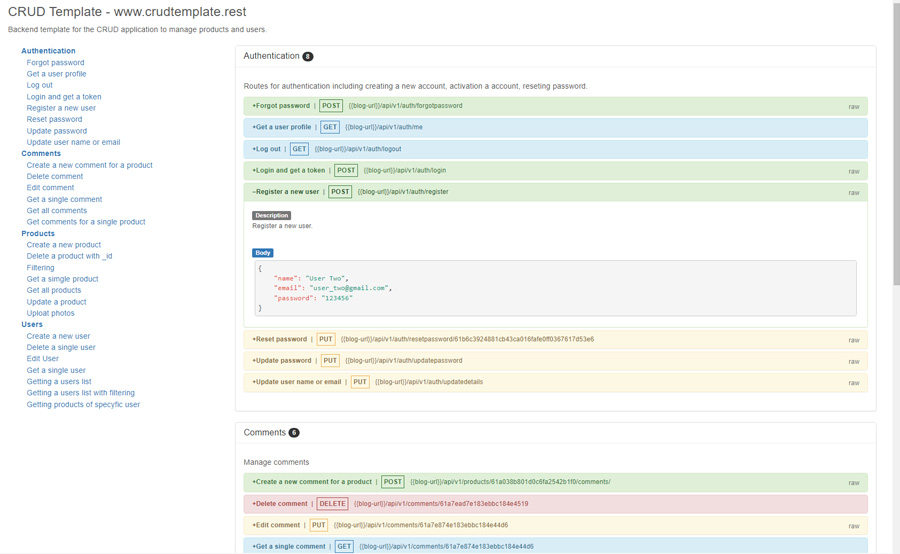 CRUD Template - www.crudtemplate.rest
Backend template for the CRUD application to manage products and users.
Authentication
Forgot password
Get a user profile
Log out
Login and get a token
Register a new user
Reset password
Update password
Update user name or email
Comments
Create a new comment for a product
Delete comment
Edit comment
Get a single comment
Get all comments
Get comments for a single product
Products
Create a new product
Delete a product with _id
Filtering
Get a simgle product
Get all products
Update a product
Uploat photos
Users
Create a new user
Delete a single user
Edit User
Get a single user
Getting a users list
Getting a users list with filtering
Getting products of specyfic user
Authentication 8
Routes for authentication including creating a new account, activation a account, reseting password.
+Forgot password | POST {{blog-url}}/api/v1/auth/forgotpassword raw
+Get a user profile | GET {{blog-url}}/api/v1/auth/me raw
+Log out | GET {{blog-url}}/api/v1/auth/logout raw
+Login and get a token | POST {{blog-url}}/api/v1/auth/login raw
–Register a new user | POST {{blog-url}}/api/v1/auth/register raw
Description
Register a new user.
Body
{
"name": "User Two",
"email": "user_two@gmail.com",
"password": "123456"
}
+Reset password | PUT {{blog-url}}/api/v1/auth/resetpassword/61b6c3924881cb43ca016fafe0ff0367617d53e6 raw
+Update password | PUT {{blog-url}}/api/v1/auth/updatepassword raw
+Update user name or email | PUT {{blog-url}}/api/v1/auth/updatedetails raw
Comments 6
Manage comments
+Create a new comment for a product | POST {{blog-url}}/api/v1/products/61a038b801d0c6fa2542b1f0/comments/ raw
+Delete comment | DELETE {{blog-url}}/api/v1/comments/61a7ead7e183ebbc184e4519 raw
+Edit comment | PUT {{blog-url}}/api/v1/comments/61a7e874e183ebbc184e44d6 raw
+Get a single comment | GET {{blog-url}}/api/v1/comments/61a7e874e183ebbc184e44d6 raw